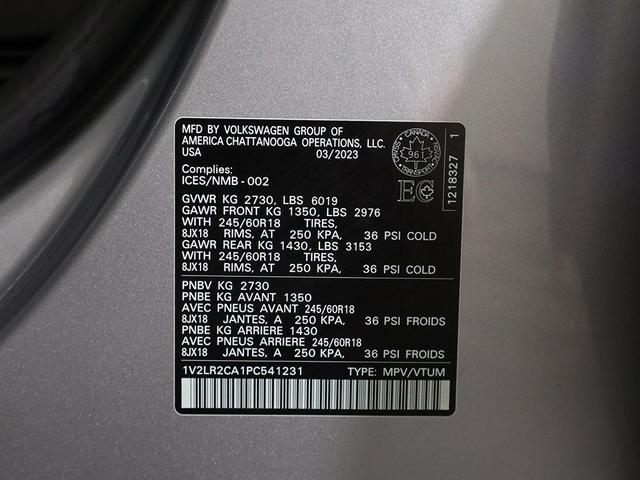 MFD BY VOLKSWAGEN GROUP OF
AMERICA CHATTANOOGA OPERATIONS, LLC.
USA 03/2023
Complies:
ICES/NMB - 002
CANADA
961
TRANSPORT
EC
1218327 1
GVWR KG 2730, LBS 6019
GAWR FRONT KG 1350, LBS 2976
WITH 245/60R18 TIRES,
8JX18 RIMS, AT 250 KPA, 36 PSI COLD
GAWR REAR KG 1430, LBS 3153
WITH 245/60R18 TIRES,
8JX18 RIMS, AT 250 KPA, 36 PSI COLD
PNBV KG 2730
PNBE KG AVANT 1350
AVEC PNEUS AVANT 245/60R18
8JX18 JANTES, A 250 KPA, 36 PSI FROIDS
PNBE KG ARRIERE 1430
AVEC PNEUS ARRIERE 245/60R18
8JX18 JANTES, A 250 KPA, 36 PSI FROIDS
1V2LR2CA1PC541231 TYPE: MPV/VTUM